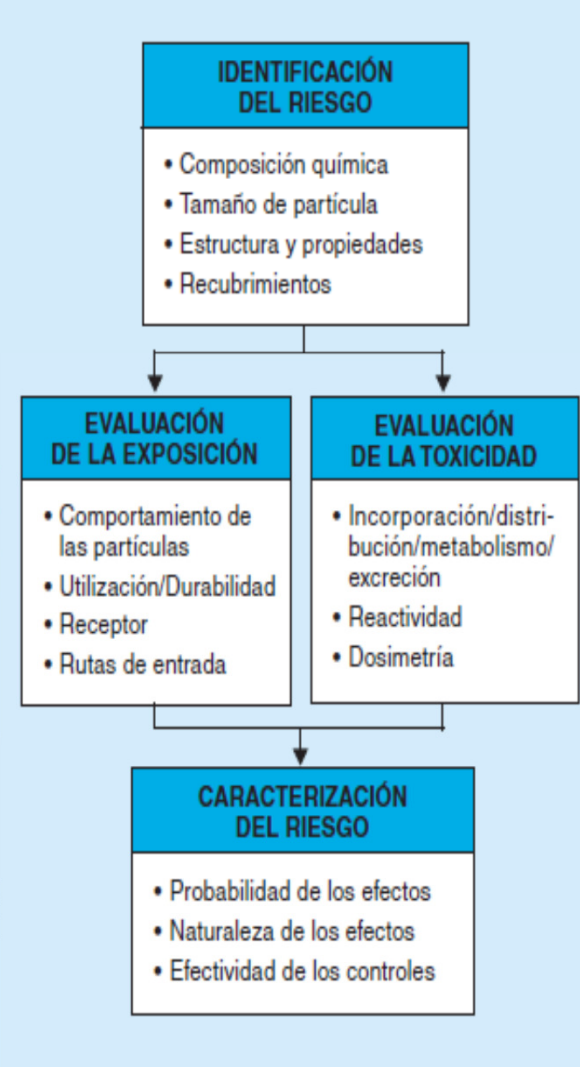 IDENTIFICACIÓN
DEL RIESGO
• Composición química
• Tamaño de partícula
• Estructura y propiedades
• Recubrimientos
EVALUACIÓN
DE LA EXPOSICIÓN
• Comportamiento de
las partículas
• Utilización/Durabilidad
• Receptor
• Rutas de entrada
EVALUACIÓN
DE LA TOXICIDAD
• Incorporación/distri-
bución/metabolismo/
excreción
• Reactividad
• Dosimetría
CARACTERIZACIÓN
DEL RIESGO
• Probabilidad de los efectos
• Naturaleza de los efectos
• Efectividad de los controles